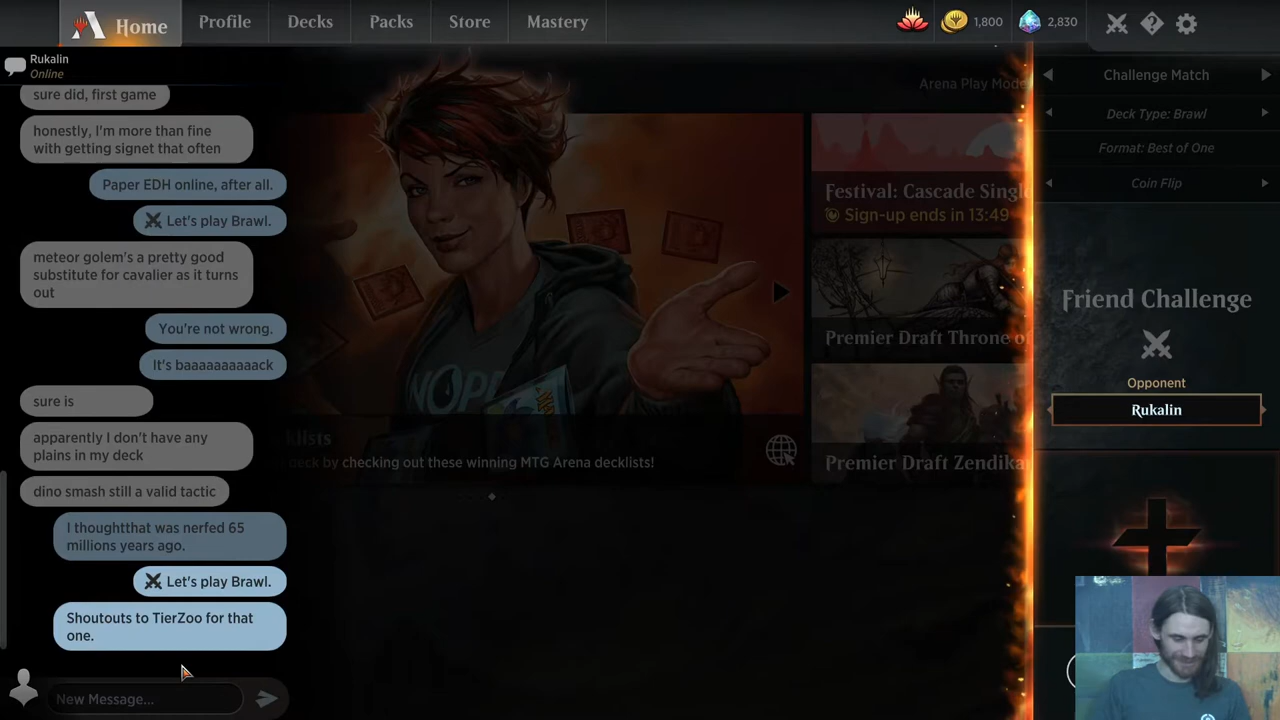 Home
Profile
Decks
Packs
Store
Mastery
1,800
2,830
Rukalin
Online
sure did, first game
honestly, I'm more than fine
with getting signet that often
Paper EDH online, after all.
Let's play Brawl.
meteor golem's a pretty good
substitute for cavalier as it turns
out
You're not wrong.
It's baaaaaaaaaack
sure is
apparently I don't have any
plains in my deck
dino smash still a valid tactic
I thoughtthat was nerfed 65
millions years ago.
Let's play Brawl.
Shoutouts to TierZoo for that
one.
New Message...
NOPE
deck by checking out these winning MTG Arena decklists!
Arena Play Mode
Festival: Cascade Singl
Sign-up ends in 13:49
Premier Draft Throne of
Premier Draft Zendika
Challenge Match
Deck Type: Brawl
Format: Best of One
Coin Flip
Friend Challenge
Opponent
Rukalin